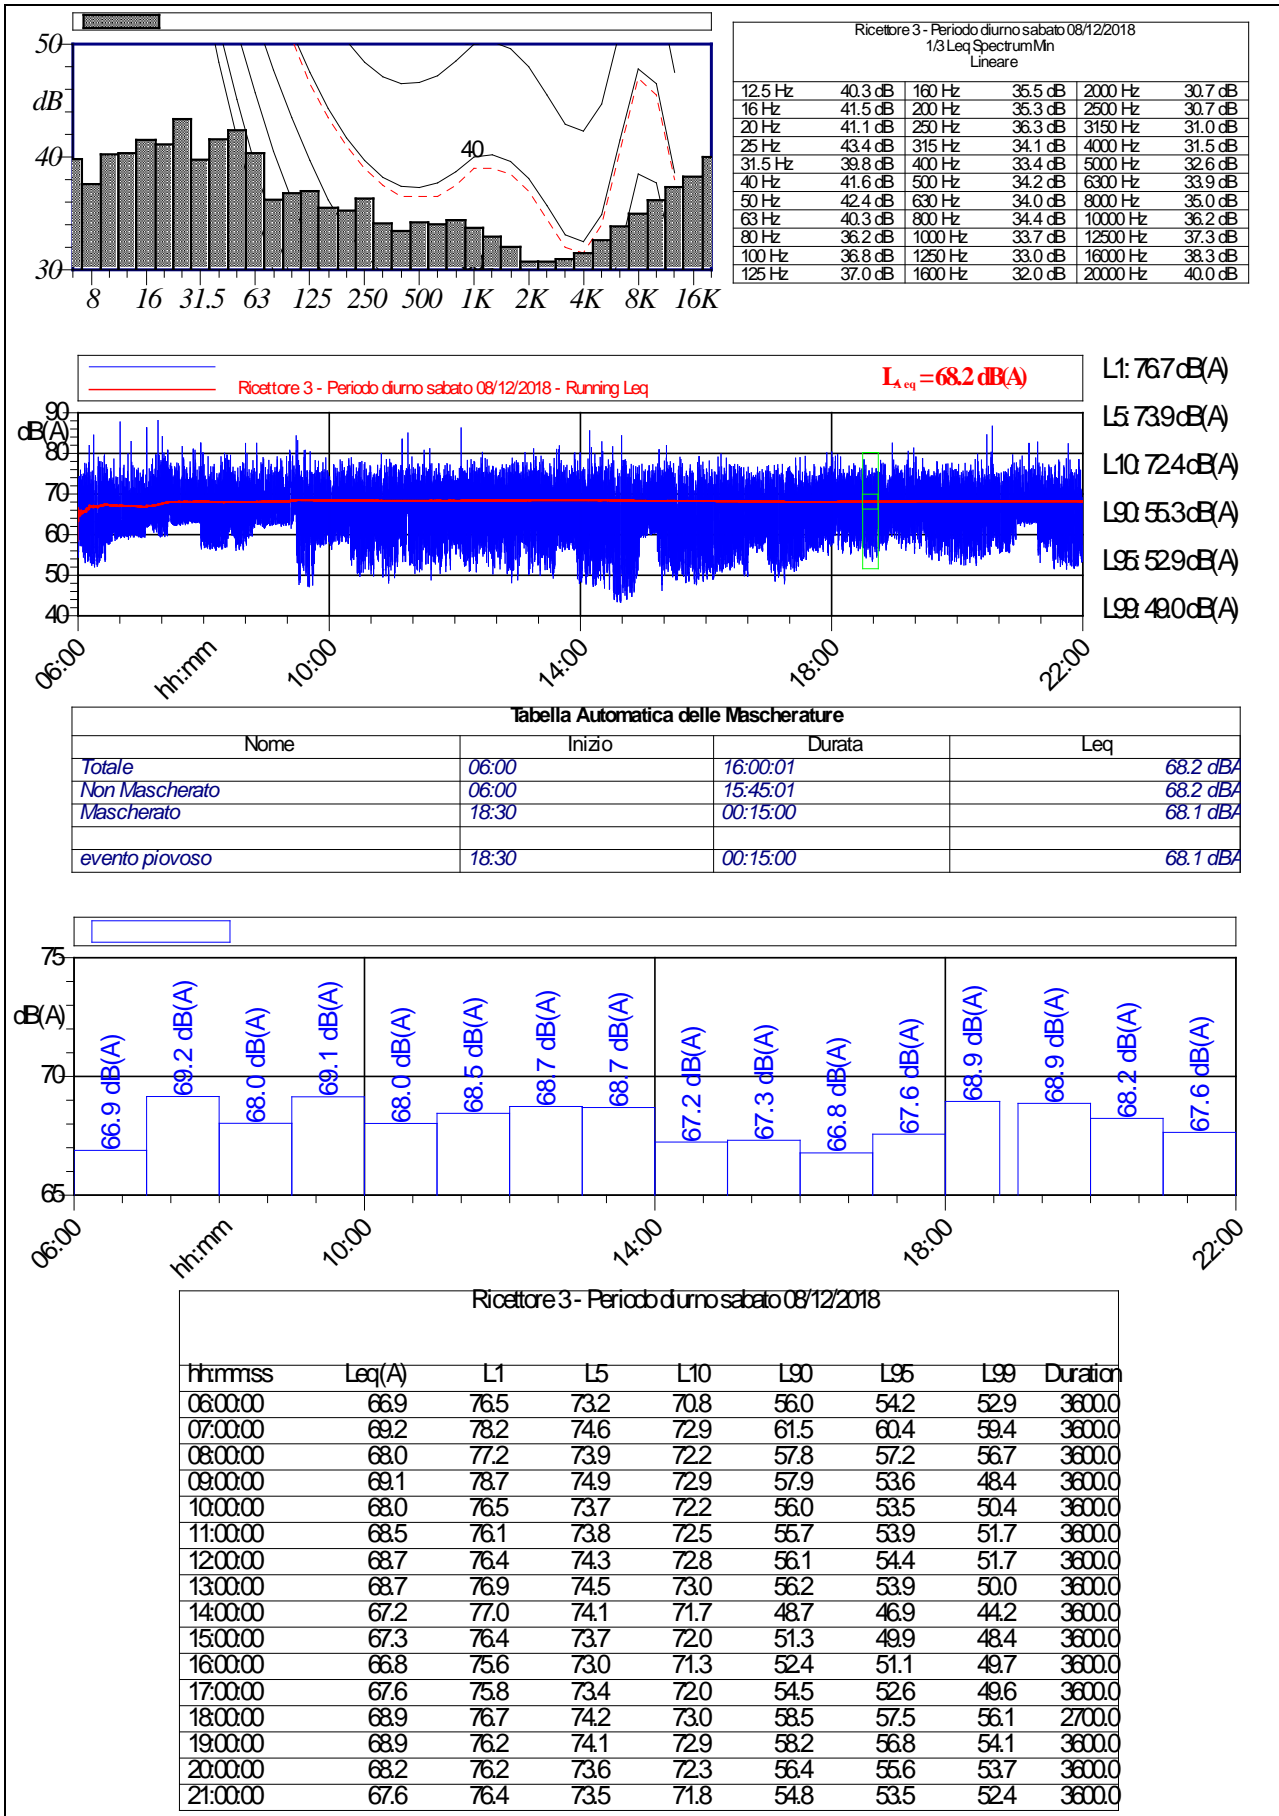 50
dB
40
30
40
8 16 31.5 63 125 250 500 1K 2K 4K 8K 16K
Ricettore 3 - Periodo diurno sabato 08/12/2018
1/3 Leq Spectrum Min
Lineare
12.5 Hz 40.3 dB 160 Hz 35.5 dB 2000 Hz 30.7 dB
16 Hz 41.5 dB 200 Hz 35.3 dB 2500 Hz 30.7 dB
20 Hz 41.1 dB 250 Hz 36.3 dB 3150 Hz 31.0 dB
25 Hz 43.4 dB 315 Hz 34.1 dB 4000 Hz 31.5 dB
31.5 Hz 39.8 dB 400 Hz 33.4 dB 5000 Hz 32.6 dB
40 Hz 41.6 dB 500 Hz 34.2 dB 6300 Hz 33.9 dB
50 Hz 42.4 dB 630 Hz 34.0 dB 8000 Hz 35.0 dB
63 Hz 40.3 dB 800 Hz 34.4 dB 10000 Hz 36.2 dB
80 Hz 36.2 dB 1000 Hz 33.7 dB 12500 Hz 37.3 dB
100 Hz 36.8 dB 1250 Hz 33.0 dB 16000 Hz 38.3 dB
125 Hz 37.0 dB 1600 Hz 32.0 dB 20000 Hz 40.0 dB
Ricettore 3 - Periodo diurno sabato 08/12/2018 - Running Leq
LA eq = 68.2 dB(A)
L1: 76.7 dB(A)
L5: 73.9 dB(A)
L10: 72.4 dB(A)
L90: 55.3 dB(A)
L95: 52.9 dB(A)
L99: 49.0 dB(A)
90
dB(A)
80
70
60
50
40
06:00 hh:mm 10:00 14:00 18:00 22:00
Tabella Automatica delle Mascherature
Nome Inizio Durata Leq
Totale 06:00 16:00:01 68.2 dBA
Non Mascherato 06:00 15:45:01 68.2 dBA
Mascherato 18:30 00:15:00 68.1 dBA
evento piovoso 18:30 00:15:00 68.1 dBA
75
dB(A)
70
65
66.9 dB(A) 69.2 dB(A) 68.0 dB(A) 69.1 dB(A) 68.0 dB(A) 68.5 dB(A) 68.7 dB(A) 68.7 dB(A) 67.2 dB(A) 67.3 dB(A) 66.8 dB(A) 67.6 dB(A) 68.9 dB(A) 68.9 dB(A) 68.2 dB(A) 67.6 dB(A)
06:00 hh:mm 10:00 14:00 18:00 22:00
Ricettore 3 - Periodo diurno sabato 08/12/2018
hh:mm:ss Leq(A) L1 L5 L10 L90 L95 L99 Duration
06:00:00 66.9 76.5 73.2 70.8 56.0 54.2 52.9 3600.0
07:00:00 69.2 78.2 74.6 72.9 61.5 60.4 59.4 3600.0
08:00:00 68.0 77.2 73.9 72.2 57.8 57.2 56.7 3600.0
09:00:00 69.1 78.7 74.9 72.9 57.9 53.6 48.4 3600.0
10:00:00 68.0 76.5 73.7 72.2 56.0 53.5 50.4 3600.0
11:00:00 68.5 76.1 73.8 72.5 55.7 53.9 51.7 3600.0
12:00:00 68.7 76.4 74.3 72.8 56.1 54.4 51.7 3600.0
13:00:00 68.7 76.9 74.5 73.0 56.2 53.9 50.0 3600.0
14:00:00 67.2 77.0 74.1 71.7 48.7 46.9 44.2 3600.0
15:00:00 67.3 76.4 73.7 72.0 51.3 49.9 48.4 3600.0
16:00:00 66.8 75.6 73.0 71.3 52.4 51.1 49.7 3600.0
17:00:00 67.6 75.8 73.4 72.0 54.5 52.6 49.6 3600.0
18:00:00 68.9 76.7 74.2 73.0 58.5 57.5 56.1 2700.0
19:00:00 68.9 76.2 74.1 72.9 58.2 56.8 54.1 3600.0
20:00:00 68.2 76.2 73.6 72.3 56.4 55.6 53.7 3600.0
21:00:00 67.6 76.4 73.5 71.8 54.8 53.5 52.4 3600.0